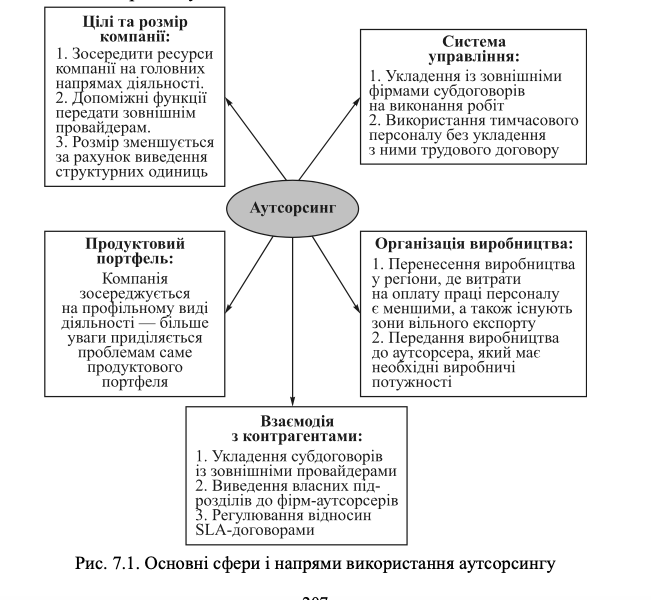 Цілі та розмір
компанії:
1. Зосередити ресурси
компанії на головних
напрямах діяльності.
2. Допоміжні функції
передати зовнішнім
провайдерам.
3. Розмір зменшується
за рахунок виведення
структурних одиниць
Система
управління:
1. Укладення із зовнішніми
фірмами субдоговорів
на виконання робіт
2. Використання тимчасового
персоналу без укладення
з ними трудового договору
Аутсорсинг
Продуктовий
портфель:
Компанія
зосереджується
на профільному виді
діяльності — більше
уваги приділяється
проблемам саме
продуктового
портфеля
Організація виробництва:
1. Перенесення виробництва
у регіони, де витрати
на оплату праці персоналу
є меншими, а також існують
зони вільного експорту
2. Передання виробництва
до аутсорсера, який має
необхідні виробничі
потужності
Взаємодія
з контрагентами:
1. Укладення субдоговорів
із зовнішніми провайдерами
2. Виведення власних під-
розділів до фірм-аутсорсерів
3. Регулювання відносин
SLA-договорами
Рис. 7.1. Основні сфери і напрями використання аутсорсингу